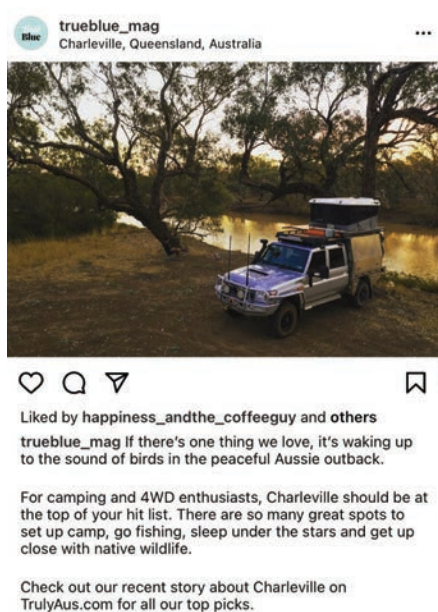 Blue
trueblue_mag
Charleville, Queensland, Australia
Liked by happiness_andthe_coffeeguy and others
trueblue_mag If there's one thing we love, it's waking up
to the sound of birds in the peaceful Aussie outback.
For camping and 4WD enthusiasts, Charleville should be at
the top of your hit list. There are so many great spots to
set up camp, go fishing, sleep under the stars and get up
close with native wildlife.
Check out our recent story about Charleville on
TrulyAus.com for all our top picks.